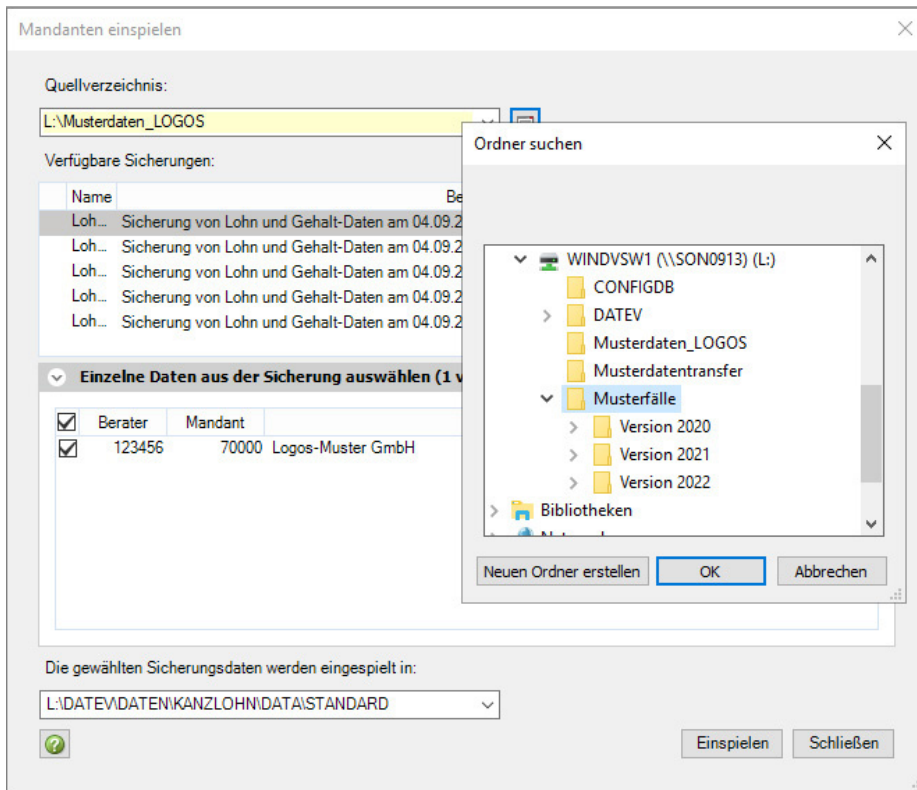 Mandanten einspielen
Quellverzeichnis:
L:\Musterdaten_LOGOS
Verfügbare Sicherungen:
Name Be
Loh... Sicherung von Lohn und Gehalt-Daten am 04.09.2
Loh... Sicherung von Lohn und Gehalt-Daten am 04.09.2
Loh... Sicherung von Lohn und Gehalt-Daten am 04.09.2
Loh... Sicherung von Lohn und Gehalt-Daten am 04.09.2
Loh... Sicherung von Lohn und Gehalt-Daten am 04.09.2
Einzelne Daten aus der Sicherung auswählen (1 v
Berater Mandant
123456 70000 Logos-Muster GmbH
Die gewählten Sicherungsdaten werden eingespielt in:
L:\DATEV\DATEN\KANZLOHN\DATA\STANDARD
Einspielen Schließen
Ordner suchen
WINDVSW1 (\\SON0913) (L:)
CONFIGDB
DATEV
Musterdaten_LOGOS
Musterdatentransfer
Musterfälle
Version 2020
Version 2021
Version 2022
Bibliotheken
Neuen Ordner erstellen OK Abbrechen